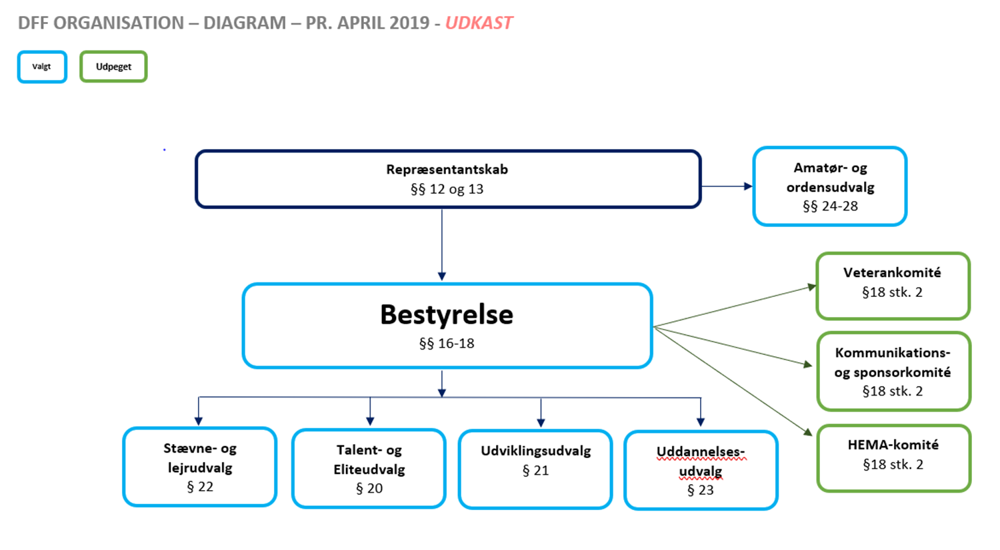 DFF ORGANISATION – DIAGRAM – PR. APRIL 2019 - UDKAST
Valgt
Udpeget
Repræsentantskab
§§ 12 og 13
Amatør- og
ordensudvalg
§§ 24-28
Bestyrelse
§§ 16-18
Veterankomité
§18 stk. 2
Kommunikations-
og sponsorkomité
§18 stk. 2
HEMA-komité
§18 stk. 2
Stævne- og
lejrudvalg
§ 22
Talent- og
Eliteudvalg
§ 20
Udviklingsudvalg
§ 21
Uddannelses-
udvalg
§ 23